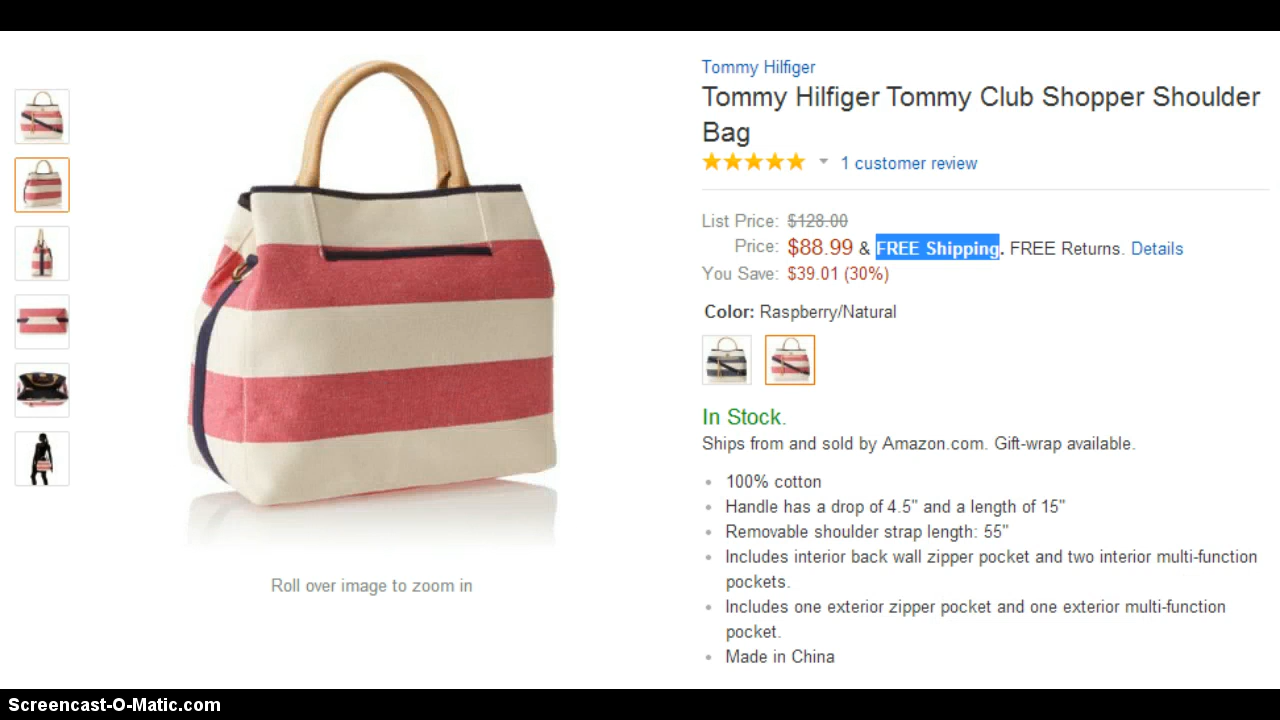 Tommy Hilfiger
Tommy Hilfiger Tommy Club Shopper Shoulder
Bag
1 customer review
List Price: $128.00
Price: $88.99 & FREE Shipping. FREE Returns. Details
You Save: $39.01 (30%)
Color: Raspberry/Natural
In Stock.
Ships from and sold by Amazon.com. Gift-wrap available.
• 100% cotton
• Handle has a drop of 4.5" and a length of 15"
• Removable shoulder strap length: 55"
• Includes interior back wall zipper pocket and two interior multi-function
pockets.
• Includes one exterior zipper pocket and one exterior multi-function
pocket.
• Made in China
Roll over image to zoom in
Screencast-O-Matic.com